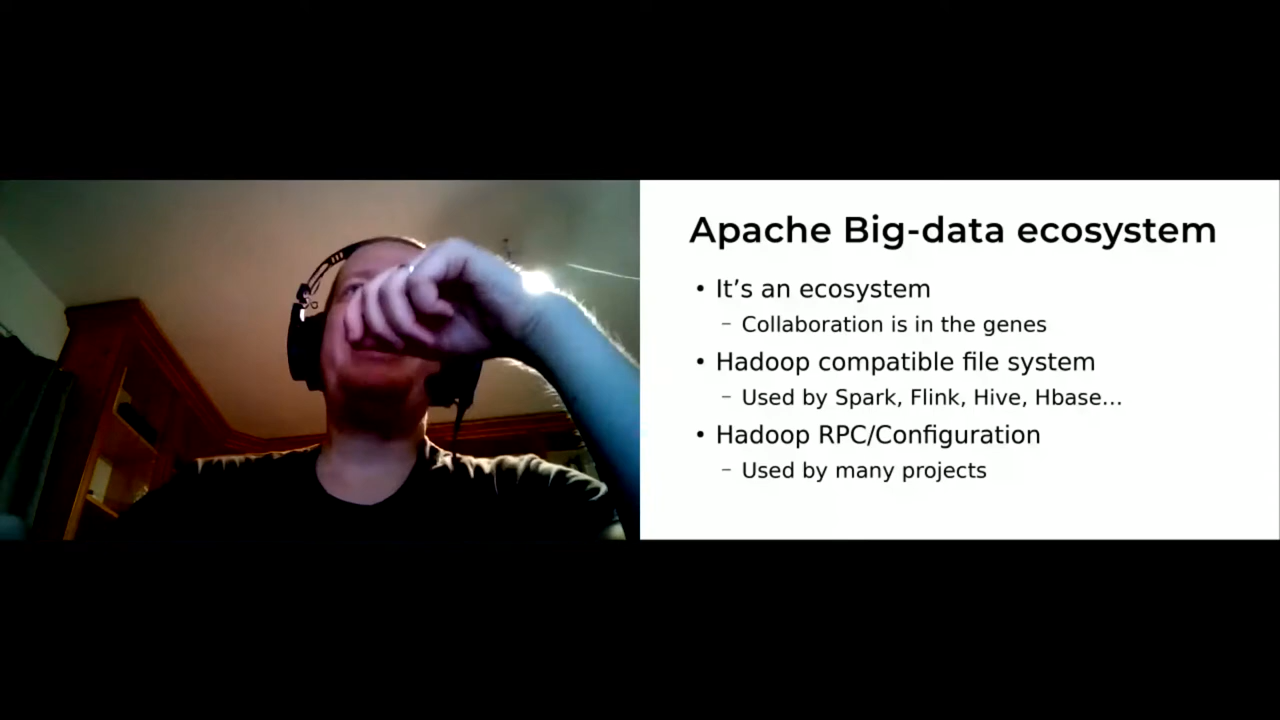 Apache Big-data ecosystem
• It’s an ecosystem
– Collaboration is in the genes
• Hadoop compatible file system
– Used by Spark, Flink, Hive, Hbase…
• Hadoop RPC/Configuration
– Used by many projects